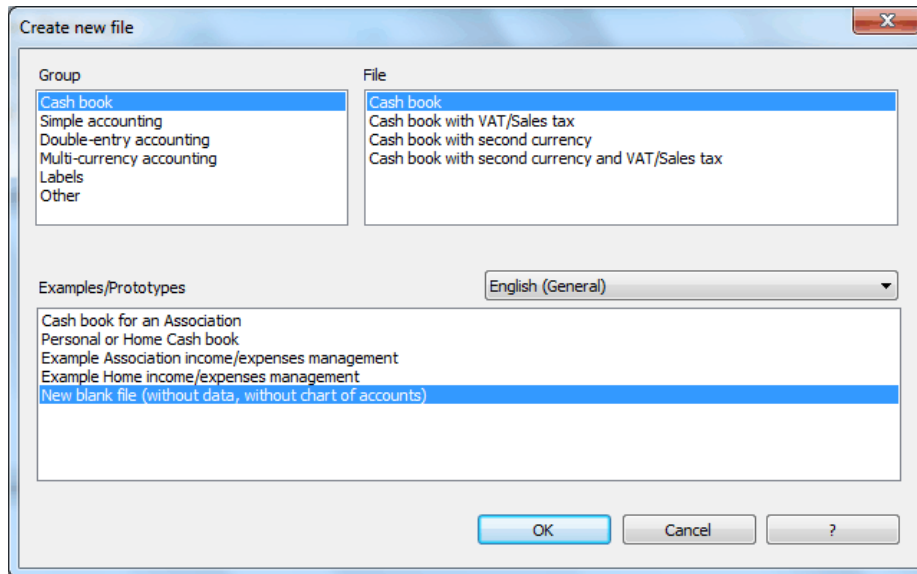 Create new file
X
Group
File
Cash book
Simple accounting
Double-entry accounting
Multi-currency accounting
Labels
Other
Cash book
Cash book with VAT/Sales tax
Cash book with second currency
Cash book with second currency and VAT/Sales tax
Examples/Prototypes
English (General)
Cash book for an Association
Personal or Home Cash book
Example Association income/expenses management
Example Home income/expenses management
New blank file (without data, without chart of accounts)
OK
Cancel
?